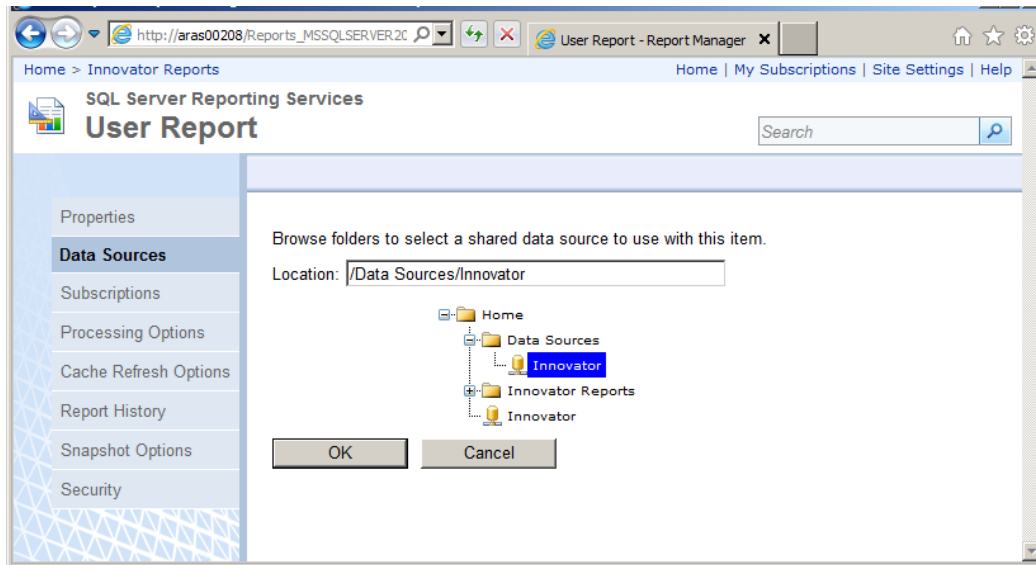 http://aras00208/Reports_MSSQLSERVER20
User Report - Report Manager
Home > Innovator Reports
Home | My Subscriptions | Site Settings | Help
SQL Server Reporting Services
User Report
Search
Properties
Data Sources
Subscriptions
Processing Options
Cache Refresh Options
Report History
Snapshot Options
Security
Browse folders to select a shared data source to use with this item.
Location: /Data Sources/Innovator
Home
Data Sources
Innovator
Innovator Reports
Innovator
OK Cancel